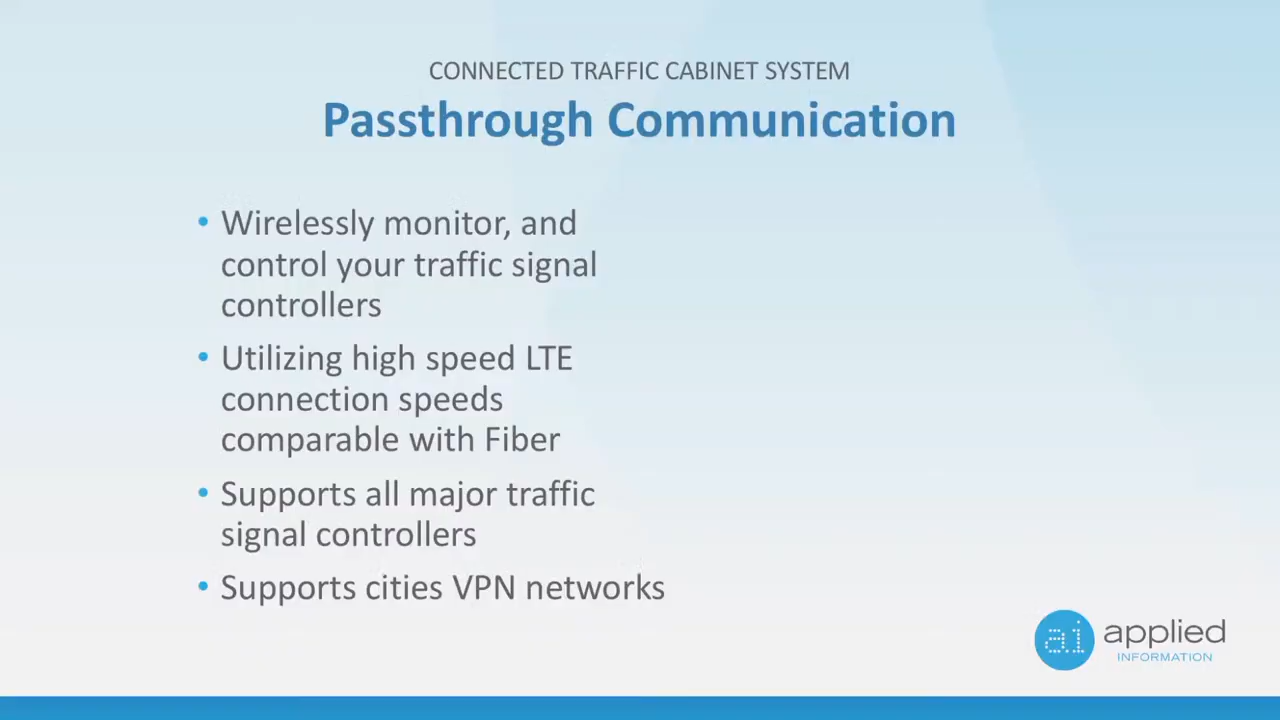 CONNECTED TRAFFIC CABINET SYSTEM
Passthrough Communication
• Wirelessly monitor, and
control your traffic signal
controllers
• Utilizing high speed LTE
connection speeds
comparable with Fiber
• Supports all major traffic
signal controllers
• Supports cities VPN networks
ai applied
INFORMATION